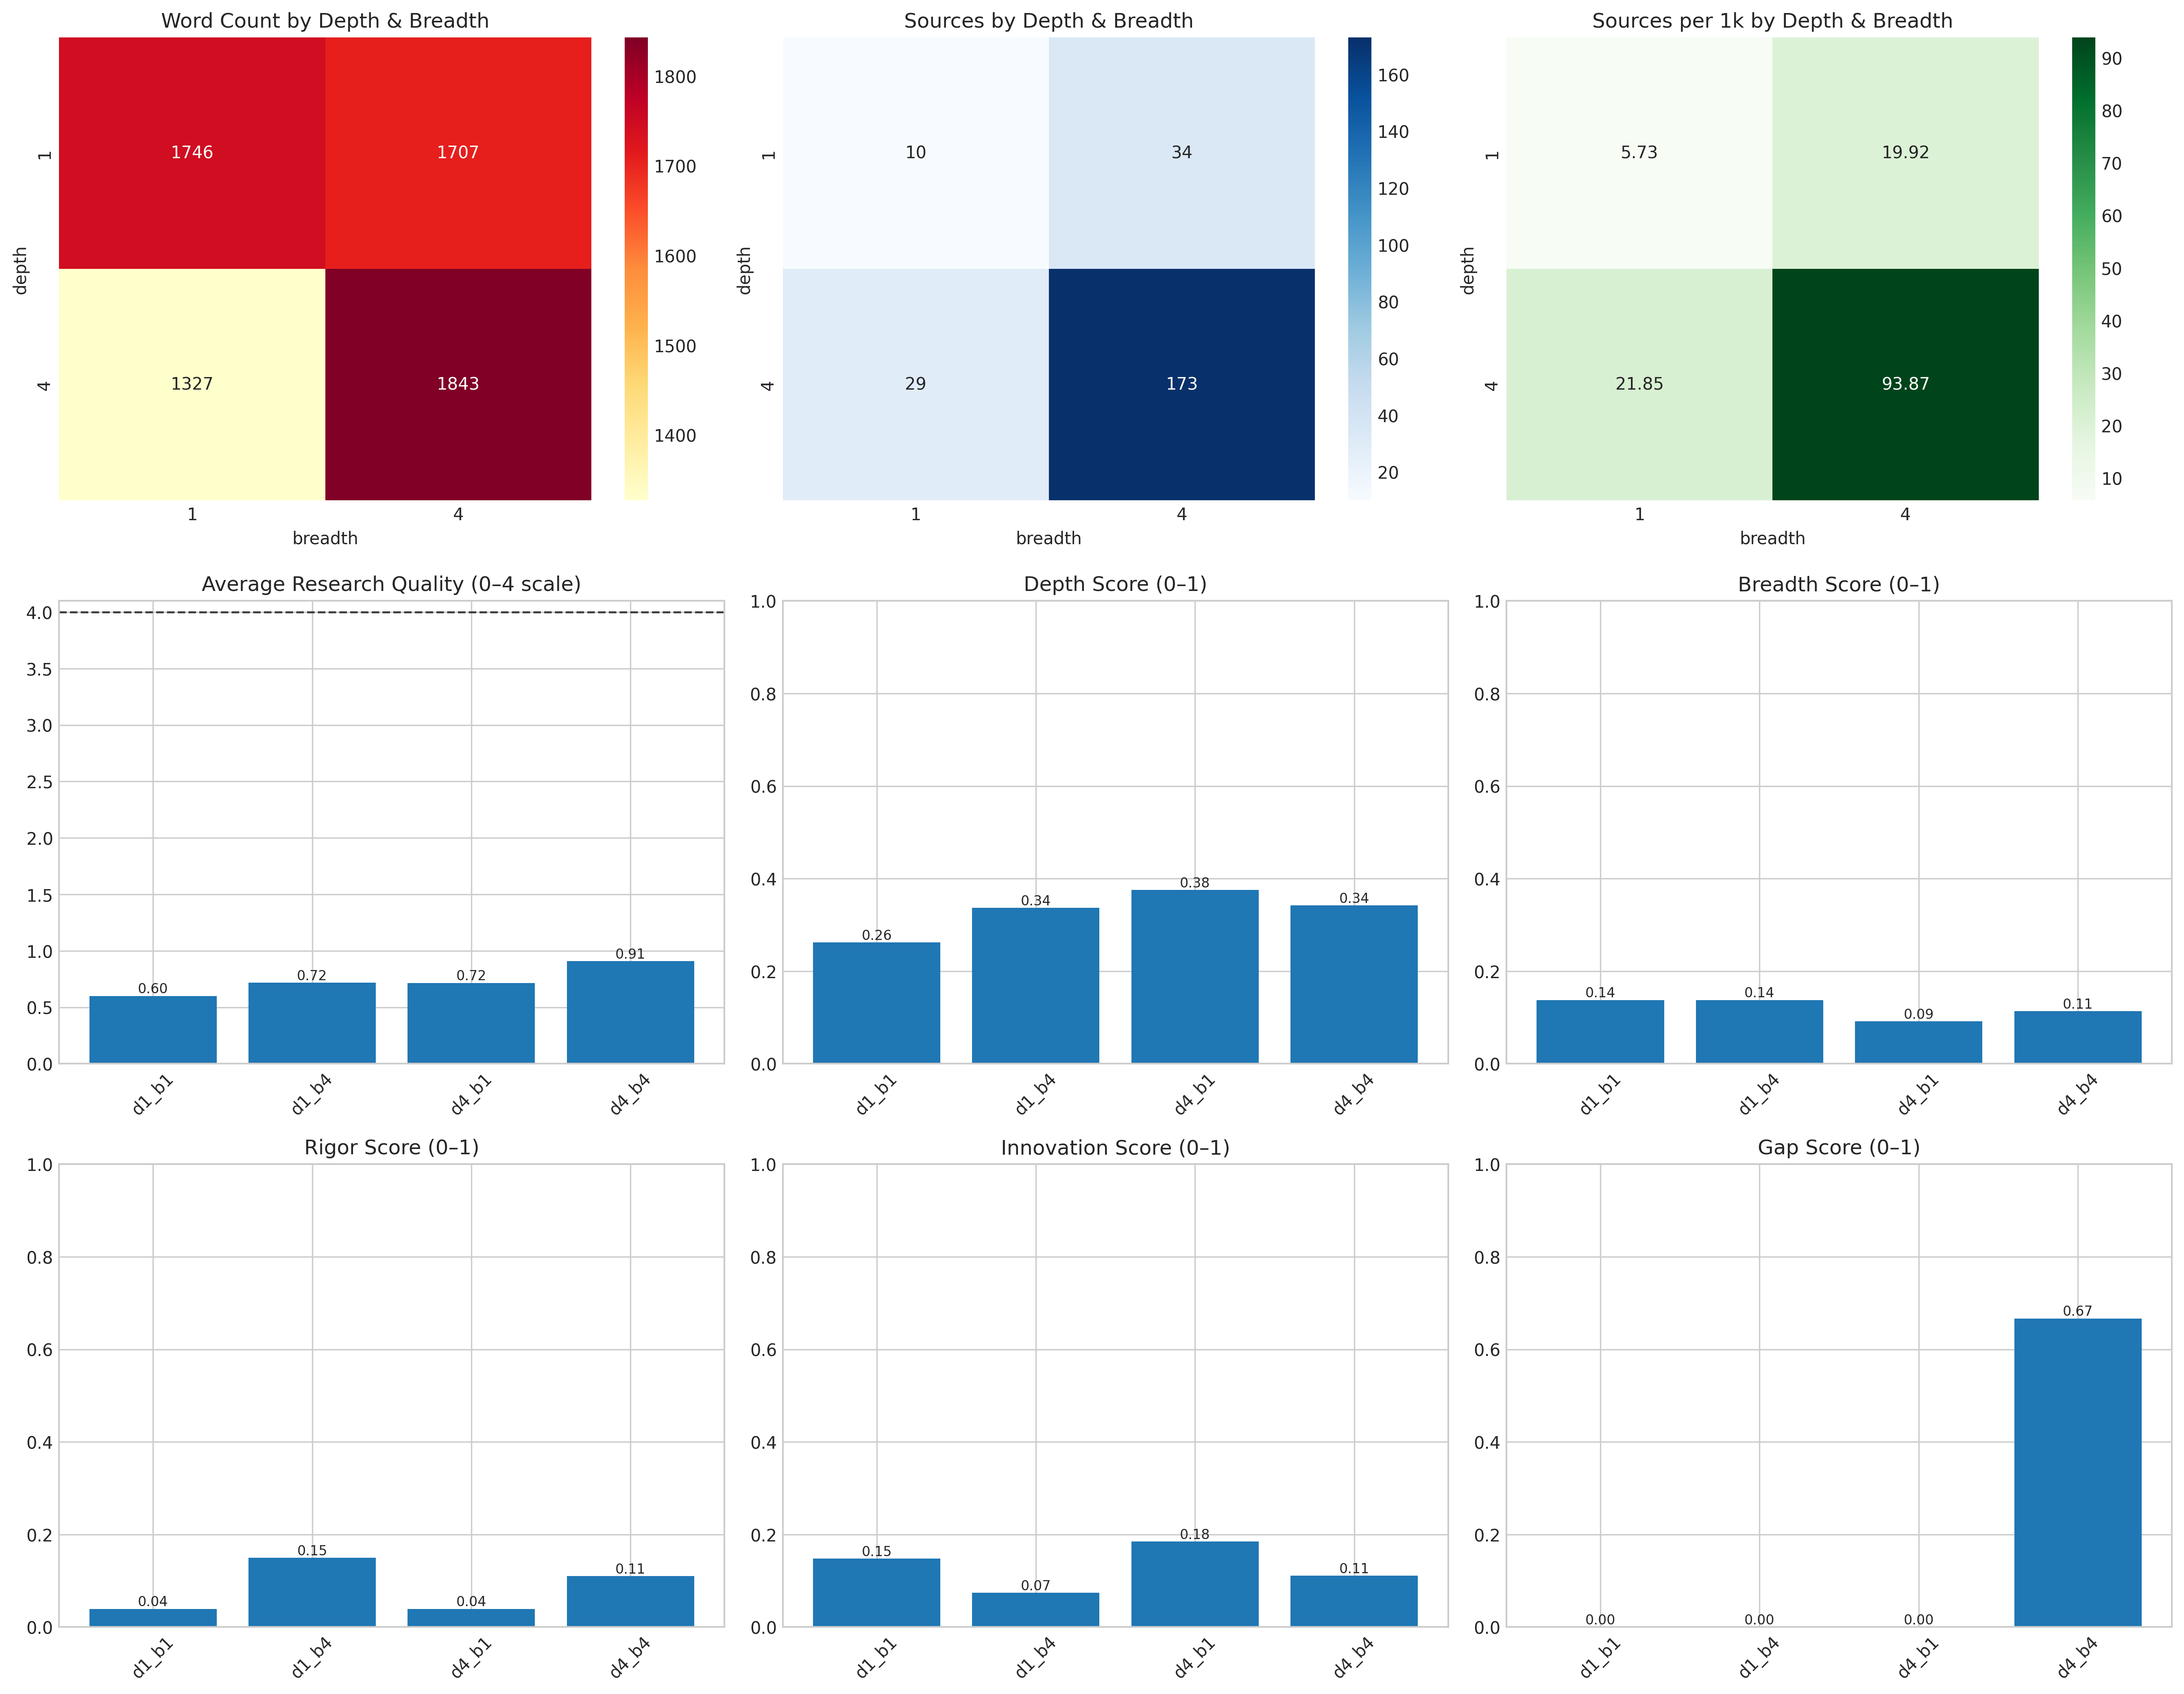 Word Count by Depth & Breadth
1746 1707
1327 1843
1
4
depth
1 4
breadth
1800
1700
1600
1500
1400
Sources by Depth & Breadth
10 34
29 173
1
4
depth
1 4
breadth
160
140
120
100
80
60
40
20
Sources per 1k by Depth & Breadth
5.73 19.92
21.85 93.87
1
4
depth
1 4
breadth
90
80
70
60
50
40
30
20
10
Average Research Quality (0–4 scale)
4.0
3.5
3.0
2.5
2.0
1.5
1.0
0.5
0.0
0.60 0.72 0.72 0.91
d1_b1 d1_b4 d4_b1 d4_b4
Depth Score (0–1)
1.0
0.8
0.6
0.4
0.2
0.0
0.26 0.34 0.38 0.34
d1_b1 d1_b4 d4_b1 d4_b4
Breadth Score (0–1)
1.0
0.8
0.6
0.4
0.2
0.0
0.14 0.14 0.09 0.11
d1_b1 d1_b4 d4_b1 d4_b4
Rigor Score (0–1)
1.0
0.8
0.6
0.4
0.2
0.0
0.04 0.15 0.04 0.11
d1_b1 d1_b4 d4_b1 d4_b4
Innovation Score (0–1)
1.0
0.8
0.6
0.4
0.2
0.0
0.15 0.07 0.18 0.11
d1_b1 d1_b4 d4_b1 d4_b4
Gap Score (0–1)
1.0
0.8
0.6
0.4
0.2
0.0
0.00 0.00 0.00 0.67
d1_b1 d1_b4 d4_b1 d4_b4